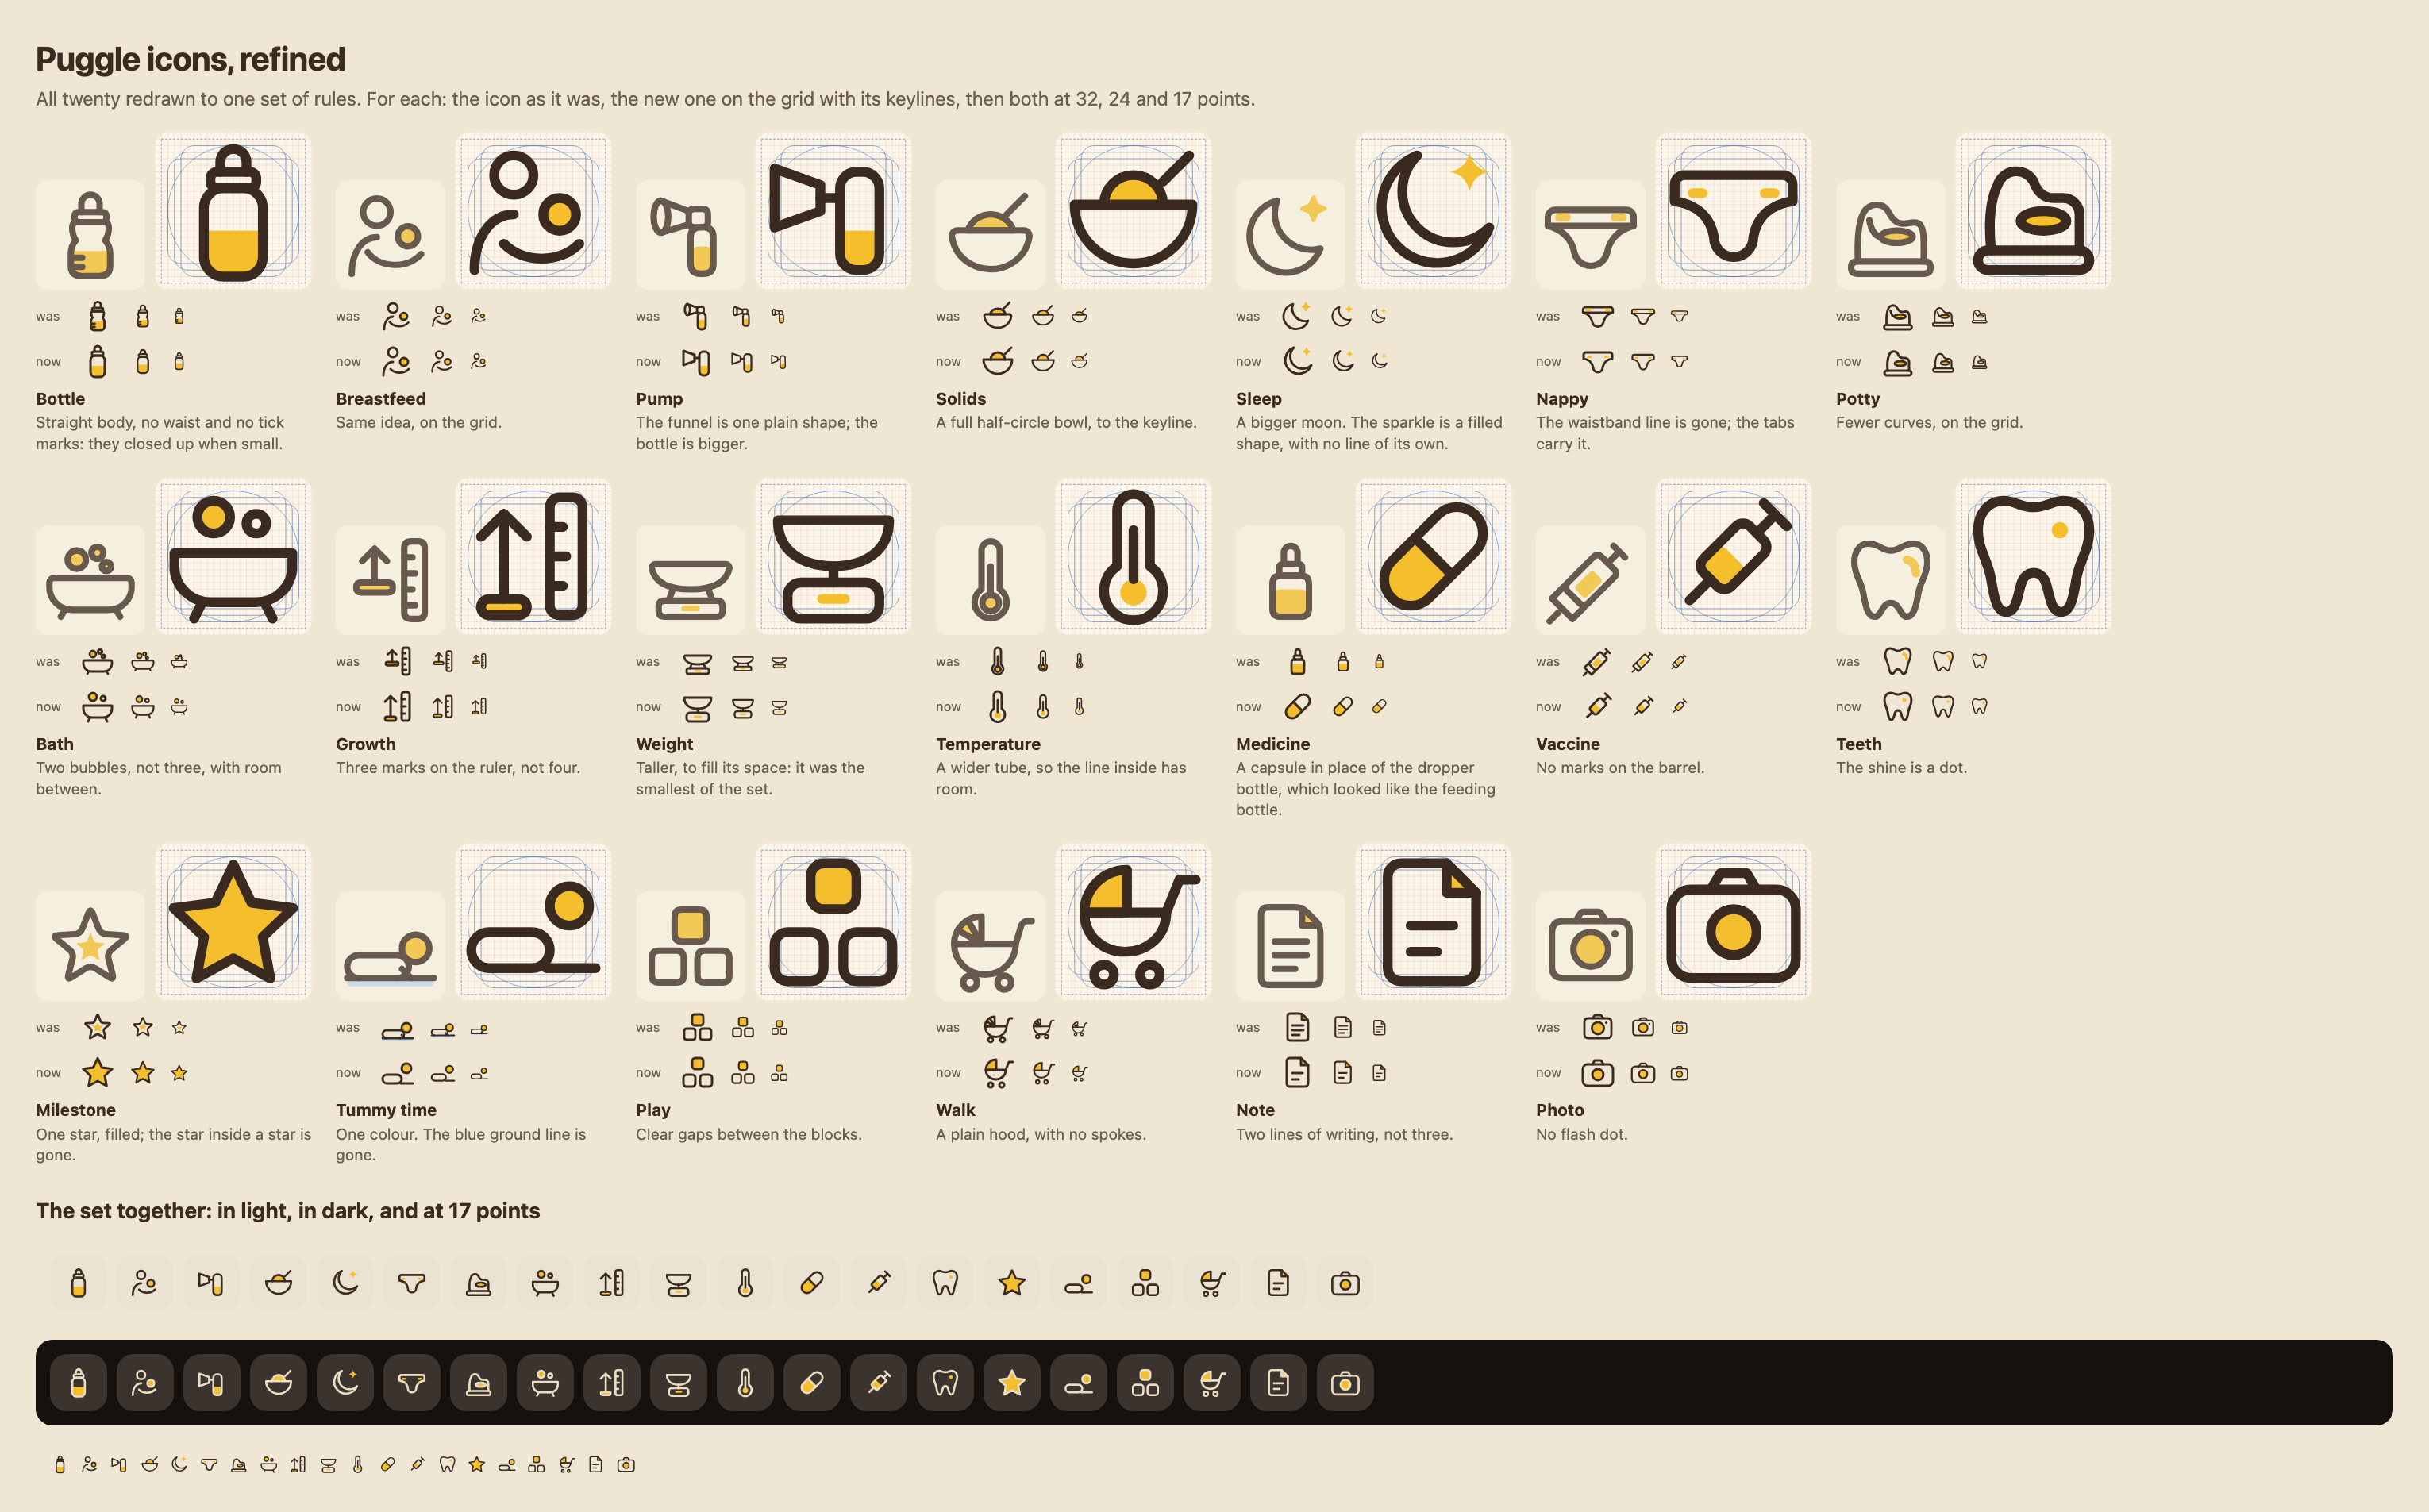 Puggle icons, refined
All twenty redrawn to one set of rules. For each: the icon as it was, the new one on the grid with its keylines, then both at 32, 24 and 17 points.
was
now
Bottle
Straight body, no waist and no tick
marks: they closed up when small.
was
now
Breastfeed
Same idea, on the grid.
was
now
Pump
The funnel is one plain shape; the
bottle is bigger.
was
now
Solids
A full half-circle bowl, to the keyline.
was
now
Sleep
A bigger moon. The sparkle is a filled
shape, with no line of its own.
was
now
Nappy
The waistband line is gone; the tabs
carry it.
was
now
Potty
Fewer curves, on the grid.
was
now
Bath
Two bubbles, not three, with room
between.
was
now
Growth
Three marks on the ruler, not four.
was
now
Weight
Taller, to fill its space: it was the
smallest of the set.
was
now
Temperature
A wider tube, so the line inside has
room.
was
now
Medicine
A capsule in place of the dropper
bottle, which looked like the feeding
bottle.
was
now
Vaccine
No marks on the barrel.
was
now
Teeth
The shine is a dot.
was
now
Milestone
One star, filled; the star inside a star is
gone.
was
now
Tummy time
One colour. The blue ground line is
gone.
was
now
Play
Clear gaps between the blocks.
was
now
Walk
A plain hood, with no spokes.
was
now
Note
Two lines of writing, not three.
was
now
Photo
No flash dot.
The set together: in light, in dark, and at 17 points